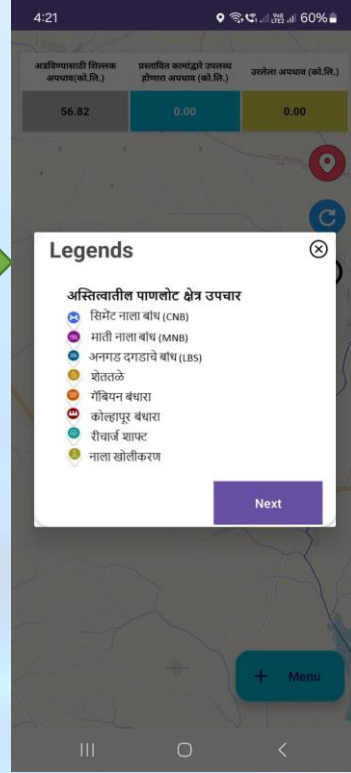 4:21
60%
अडविण्यासाठी शिल्लक
अपधाव(को.लि.)
प्रस्तावित कामांद्वारे उपलब्ध
होणारा अपधाव (को.लि.)
उरलेला अपधाव (को.लि.)
56.82
0.00
0.00
Legends
अस्तित्वातील पाणलोट क्षेत्र उपचार
सिमेंट नाला बांध (CNB)
माती नाला बांध (MNB)
अनगड दगडाचे बांध (LBS)
शेततळे
गॅबियन बंधारा
कोल्हापूर बंधारा
रीचार्ज शाफ्ट
नाला खोलीकरण
Next
+ Menu